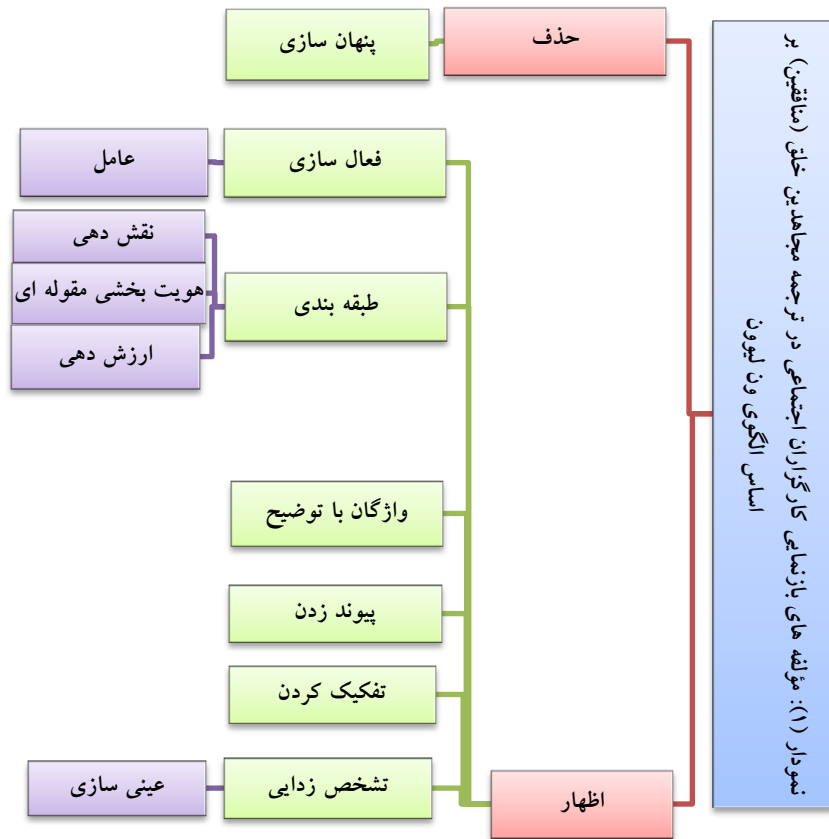 نمودار (۱): مؤلفه های بازنمایی کارگزاران اجتماعی در ترجمه مجاهدین خلق (منافقین) بر
اساس الگوی ون لیوون
حذف
پنهان سازی
اظهار
فعال سازی
عامل
طبقه بندی
نقش دهی
هویت بخشی مقوله ای
ارزش دهی
واژگان با توضیح
پیوند زدن
تفکیک کردن
تشخص زدایی
عینی سازی